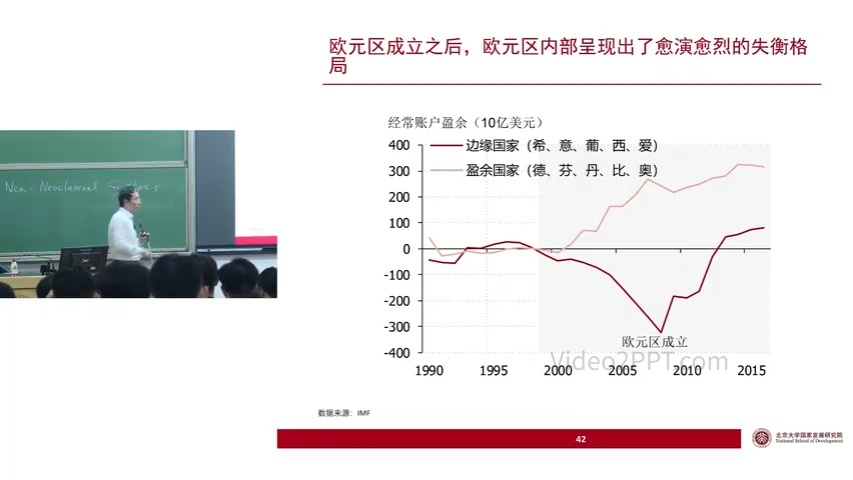 欧元区成立之后，欧元区内部呈现出了愈演愈烈的失衡格
局
经常账户盈余（10亿美元）
400
300
200
100
0
-100
-200
-300
-400
边缘国家（希、意、葡、西、爱）
盈余国家（德、芬、丹、比、奥）
欧元区成立
1990
1995
2000
2005
2010
2015
Video2PPT.com
数据来源：IMF
42
北京大学国家发展研究院
National School of Development
New-Neoclassical Synthesis